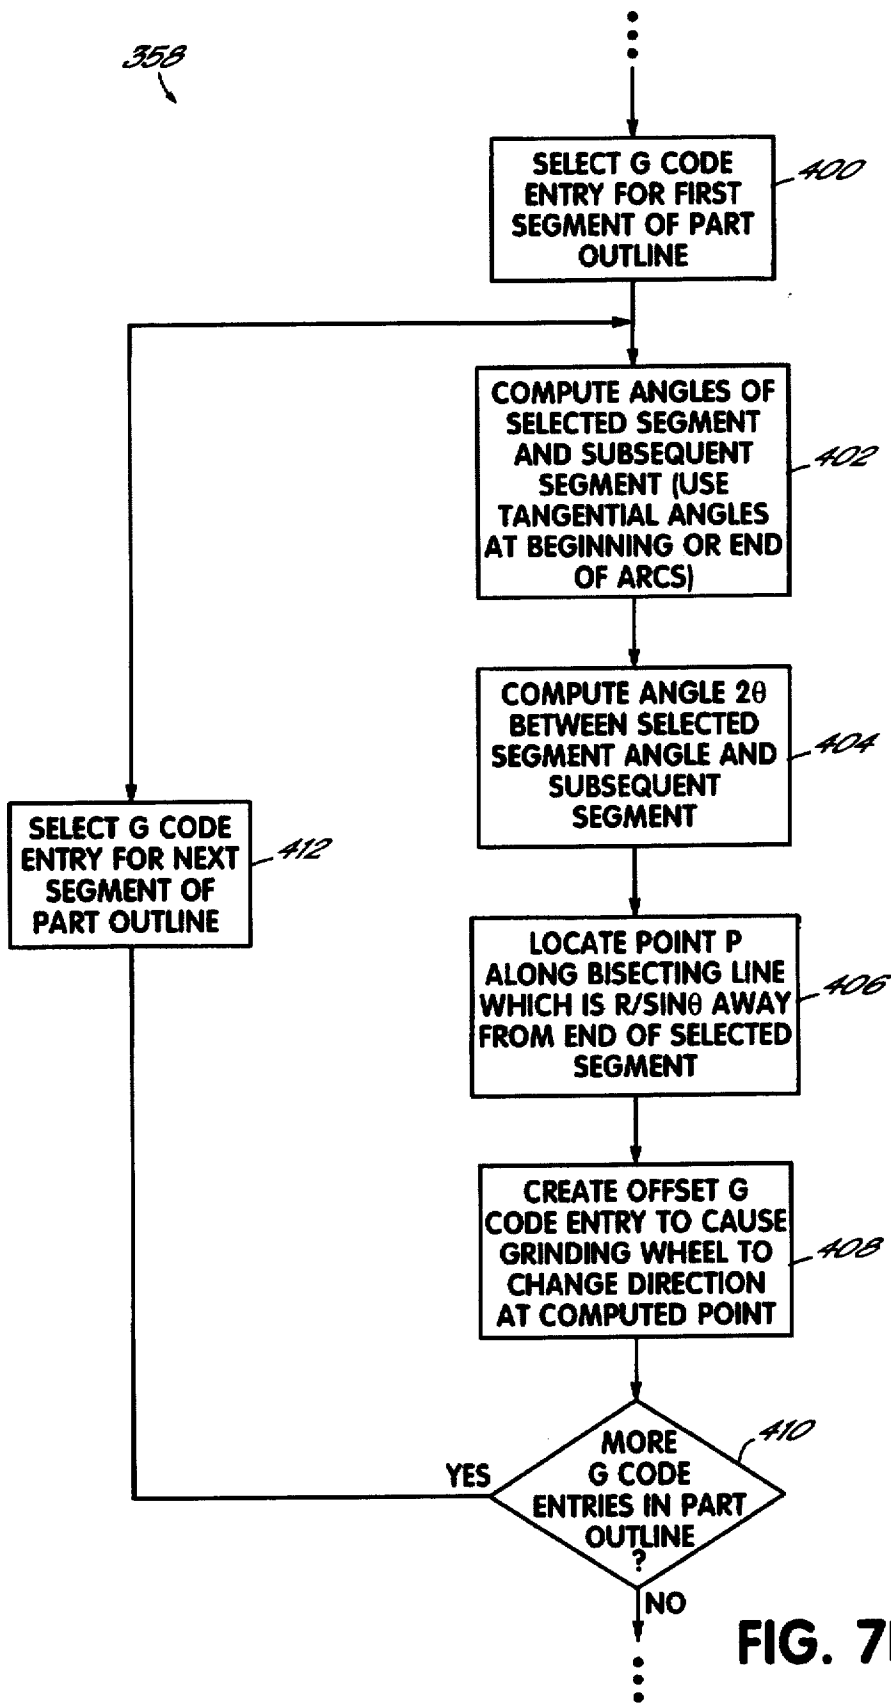 358
SELECT G CODE
ENTRY FOR FIRST
SEGMENT OF PART
OUTLINE
400
COMPUTE ANGLES OF
SELECTED SEGMENT
AND SUBSEQUENT
SEGMENT (USE
TANGENTIAL ANGLES
AT BEGINNING OR END
OF ARCS)
402
COMPUTE ANGLE 2θ
BETWEEN SELECTED
SEGMENT ANGLE AND
SUBSEQUENT
SEGMENT
404
SELECT G CODE
ENTRY FOR NEXT
SEGMENT OF
PART OUTLINE
412
LOCATE POINT P
ALONG BISECTING LINE
WHICH IS R/SINθ AWAY
FROM END OF SELECTED
SEGMENT
406
CREATE OFFSET G
CODE ENTRY TO CAUSE
GRINDING WHEEL TO
CHANGE DIRECTION
AT COMPUTED POINT
408
MORE
G CODE
ENTRIES IN PART
OUTLINE
?
410
YES
NO
FIG.